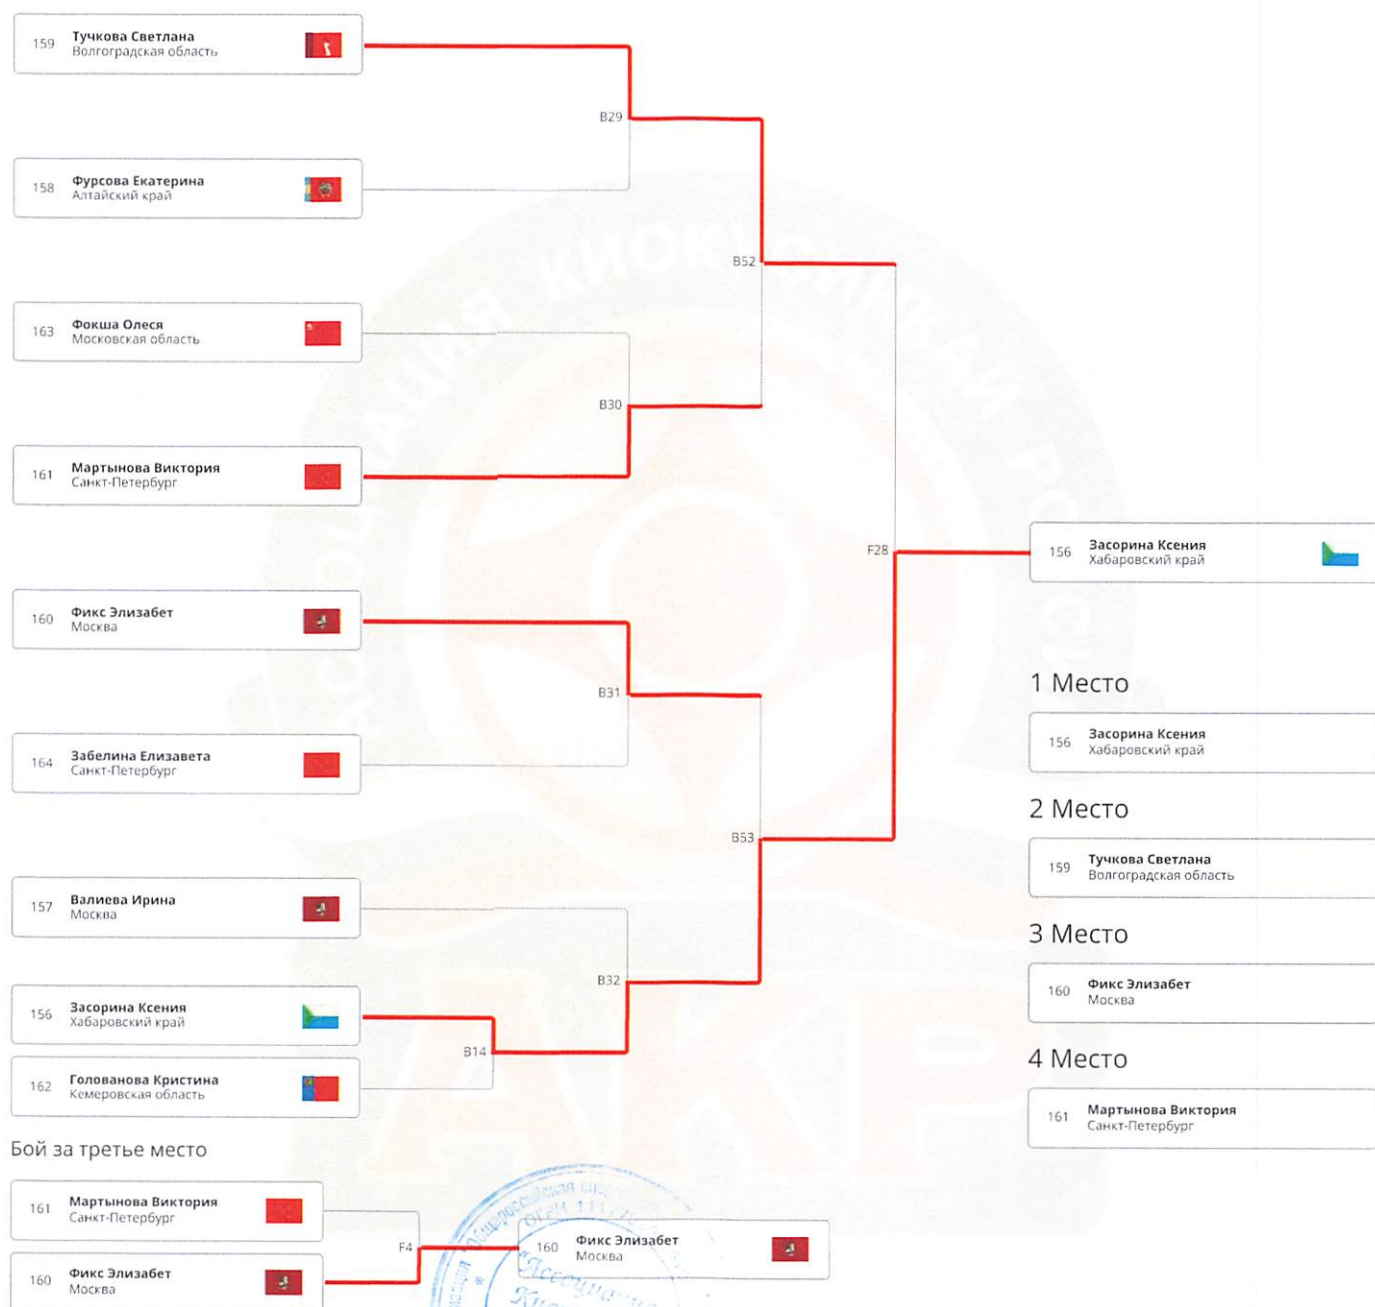 159 Тучкова Светлана
Волгоградская область
B29
158 Фурсова Екатерина
Алтайский край
B52
163 Фокша Олеся
Московская область
B30
161 Мартынова Виктория
Санкт-Петербург
F28
156 Засорина Ксения
Хабаровский край
160 Фикс Элизабет
Москва
B31
164 Забелина Елизавета
Санкт-Петербург
B53
157 Валиева Ирина
Москва
B32
156 Засорина Ксения
Хабаровский край
B14
162 Голованова Кристина
Кемеровская область
1 Место
156 Засорина Ксения
Хабаровский край
2 Место
159 Тучкова Светлана
Волгоградская область
3 Место
160 Фикс Элизабет
Москва
4 Место
161 Мартынова Виктория
Санкт-Петербург
Бой за третье место
161 Мартынова Виктория
Санкт-Петербург
F4
160 Фикс Элизабет
Москва
160 Фикс Элизабет
Москва
АКР